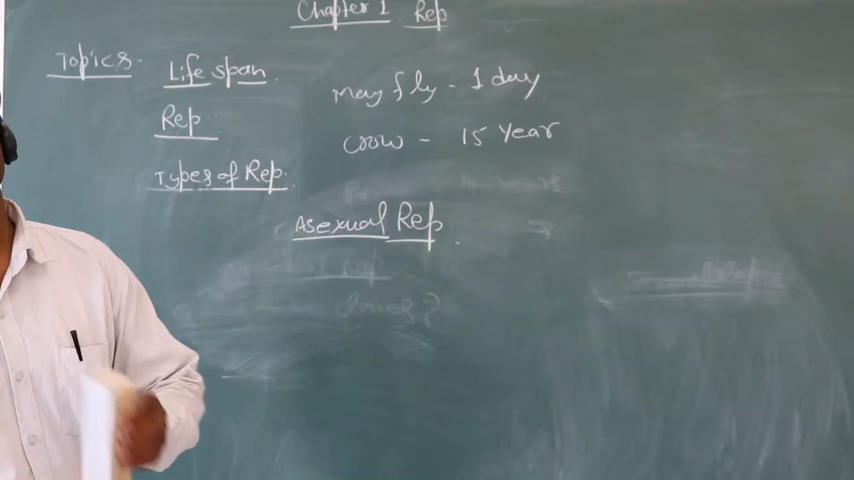 Chapter 1 Rep
Topics. Life span.
May fly - 1 day
Rep.
Crow - 15 Year
Types of Rep.
Asexual Rep.